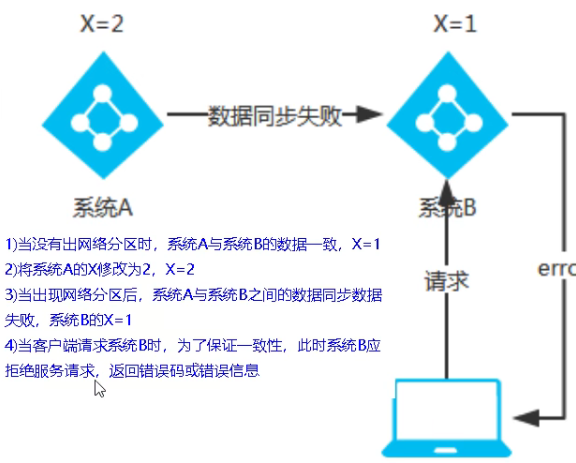 X=2
X=1
数据同步失败
系统A
系统B
1)当没有出网络分区时，系统A与系统B的数据一致，X=1
2)将系统A的X修改为2，X=2
3)当出现网络分区后，系统A与系统B之间的数据同步数据
失败，系统B的X=1
4)当客户端请求系统B时，为了保证一致性，此时系统B应
拒绝服务请求，返回错误码或错误信息
请求
erro